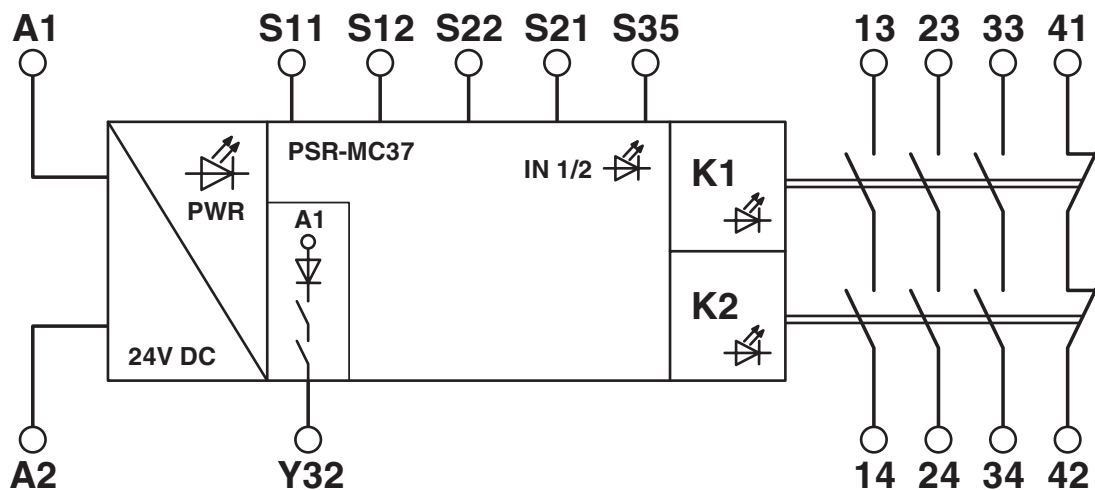 A1 S11 S12 S22 S21 S35 13 23 33 41
PSR-MC37
IN 1/2
K1
PWR
A1
K2
24V DC
A2 Y32 14 24 34 42